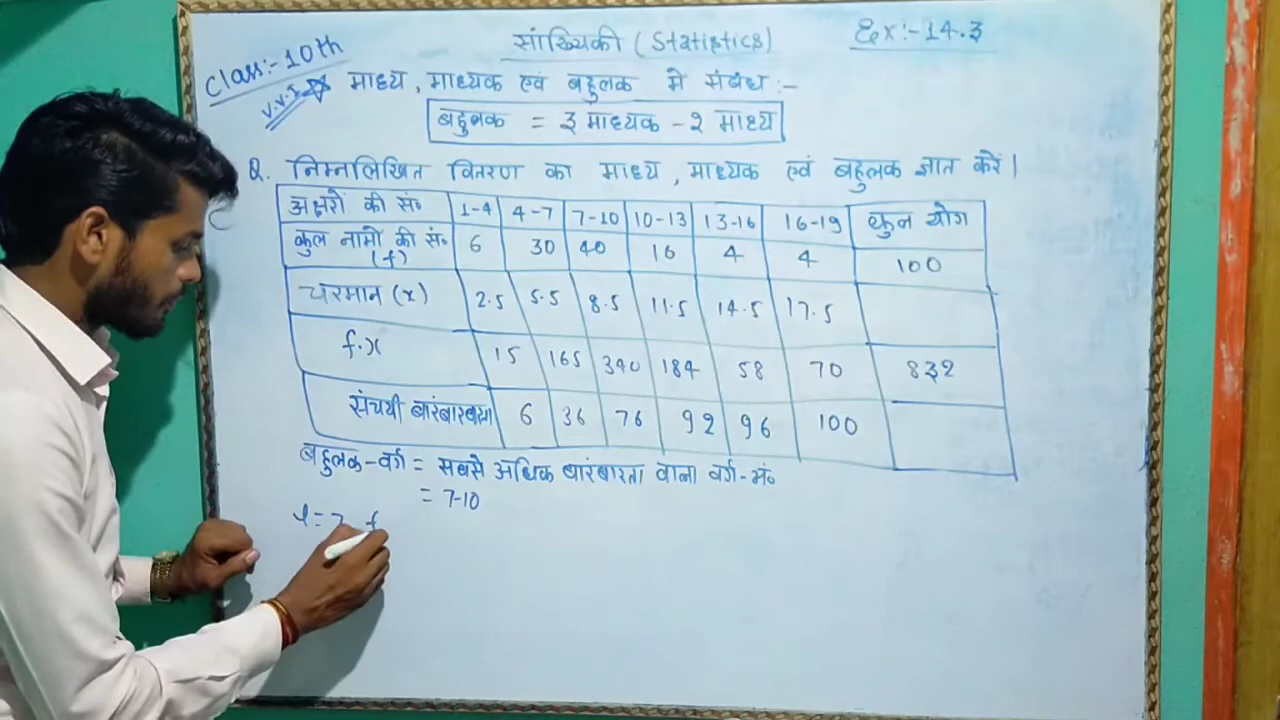 सांख्यिकी (Statistics)
Ex:- 14.3
Class:- 10th
V.V.I
माध्य, माध्यक एवं बहुलक मे संबंध :-
बहुलक = 3 माध्यक - 2 माध्य
Q. निम्नलिखित वितरण का माध्य, माध्यक एवं बहुलक ज्ञात करें।
अक्षरों की सं० 1-4 4-7 7-10 10-13 13-16 16-19 कुल योग
कुल नामों की सं० (f) 6 30 40 16 4 4 100
चरमान (x) 2.5 5.5 8.5 11.5 14.5 17.5
f.x 15 165 340 184 58 70 832
संचयी 6 36 76 92 96 100
बहुलक-वर्ग = सबसे अधिक बारंबारता वाला वर्ग-अं०
= 7-10
l = 7 f